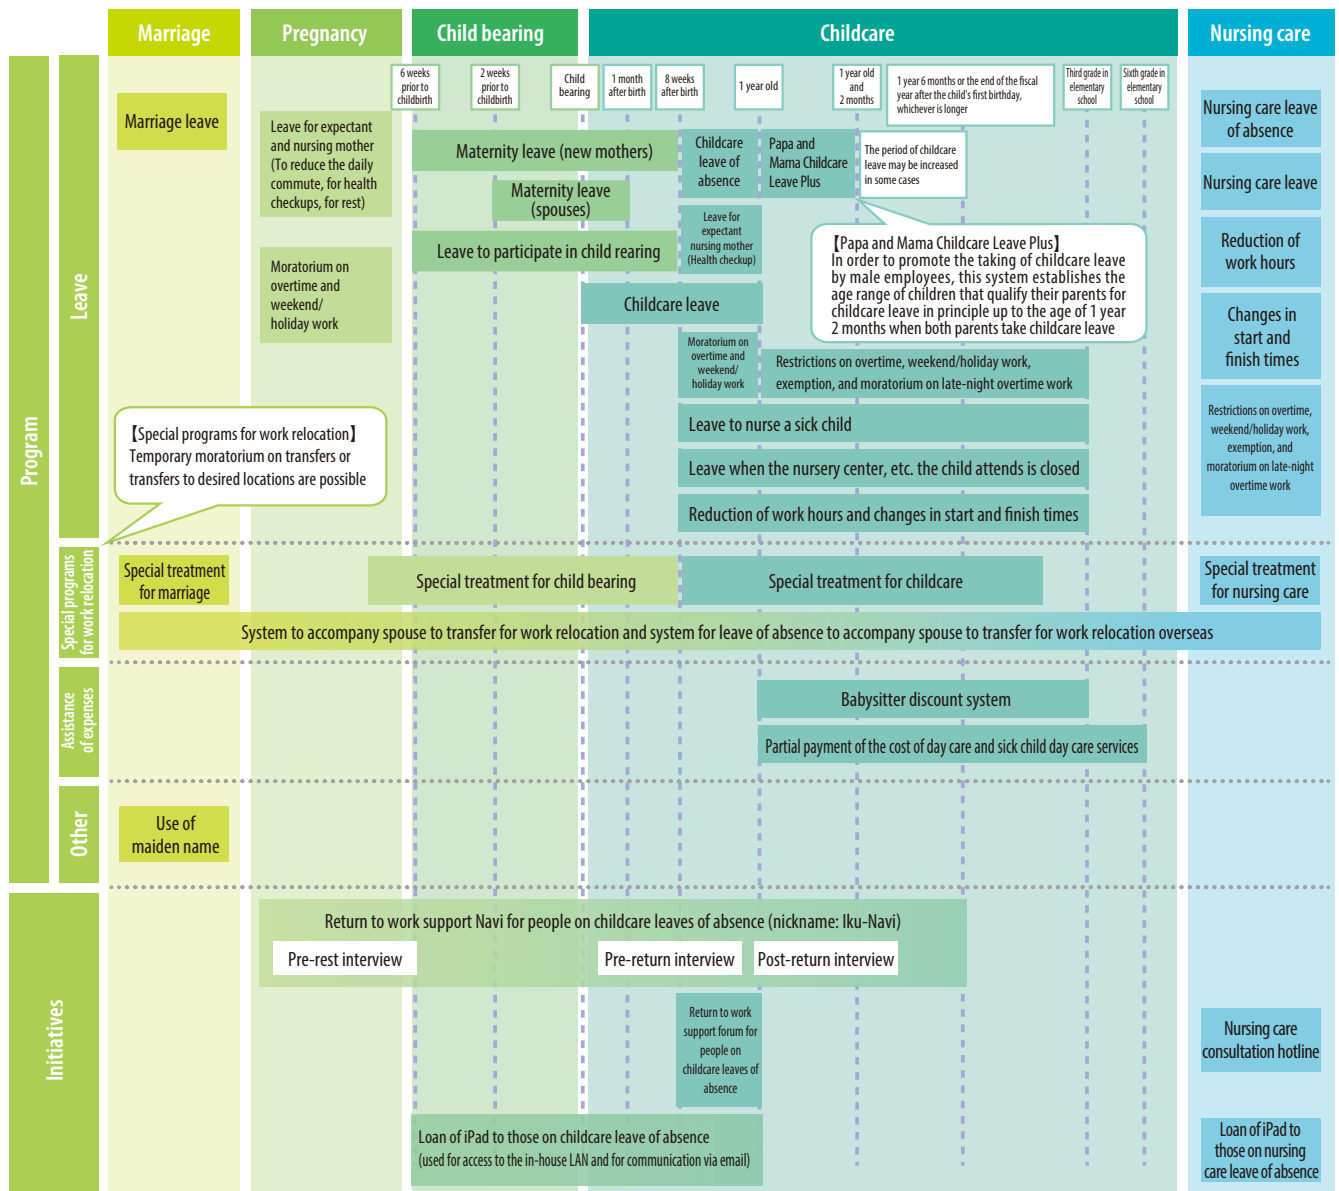 Marriage
Pregnancy
Child bearing
Childcare
Nursing care
6 weeks
prior to
childbirth
2 weeks
prior to
childbirth
Child
bearing
1 month
after birth
8 weeks
after birth
1 year old
1 year old
and
2 months
1 year 6 months or the end of the fiscal
year after the child's first birthday,
whichever is longer
Third grade in
elementary
school
Sixth grade in
elementary
school
Program
Leave
Marriage leave
Leave for expectant
and nursing mother
(To reduce the daily
commute, for health
checkups, for rest)
Moratorium on
overtime and
weekend/
holiday work
Maternity leave (new mothers)
Maternity leave
(spouses)
Leave to participate in child rearing
Childcare leave
Childcare
leave of
absence
Papa and
Mama Childcare
Leave Plus
The period of childcare
leave may be increased
in some cases
Leave for
expectant
nursing mother
(Health checkup)
【Papa and Mama Childcare Leave Plus】
In order to promote the taking of childcare leave
by male employees, this system establishes the
age range of children that qualify their parents for
childcare leave in principle up to the age of 1 year
2 months when both parents take childcare leave
Moratorium on
overtime and
weekend/
holiday work
Restrictions on overtime, weekend/holiday work,
exemption, and moratorium on late-night overtime work
Leave to nurse a sick child
Leave when the nursery center, etc. the child attends is closed
Reduction of work hours and changes in start and finish times
Nursing care leave
of absence
Nursing care leave
Reduction of
work hours
Changes in
start and
finish times
Restrictions on overtime,
weekend/holiday work,
exemption, and
moratorium on late-night
overtime work
【Special programs for work relocation】
Temporary moratorium on transfers or
transfers to desired locations are possible
Special programs
for work relocation
Special treatment
for marriage
Special treatment for child bearing
Special treatment for childcare
Special treatment
for nursing care
System to accompany spouse to transfer for work relocation and system for leave of absence to accompany spouse to transfer for work relocation overseas
Assistance
of expenses
Babysitter discount system
Partial payment of the cost of day care and sick child day care services
Other
Use of
maiden name
Initiatives
Return to work support Navi for people on childcare leaves of absence (nickname: Iku-Navi)
Pre-rest interview
Pre-return interview
Post-return interview
Return to work
support forum for
people on
childcare leaves of
absence
Nursing care
consultation hotline
Loan of iPad to those on childcare leave of absence
(used for access to the in-house LAN and for communication via email)
Loan of iPad to
those on nursing
care leave of absence